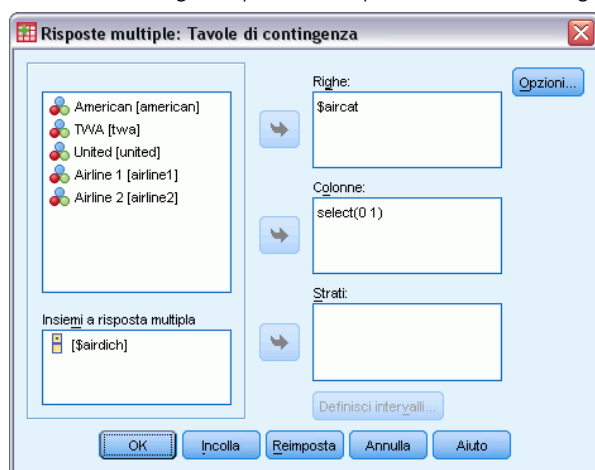 Risposte multiple: Tavole di contingenza
American [american]
TWA [twa]
United [united]
Airline 1 [airline1]
Airline 2 [airline2]
Insiemi a risposta multipla
[$airdich]
Righe:
$aircat
Colonne:
select(0 1)
Strati:
Definisci intervalli...
Opzioni...
OK
Incolla
Reimposta
Annulla
Aiuto